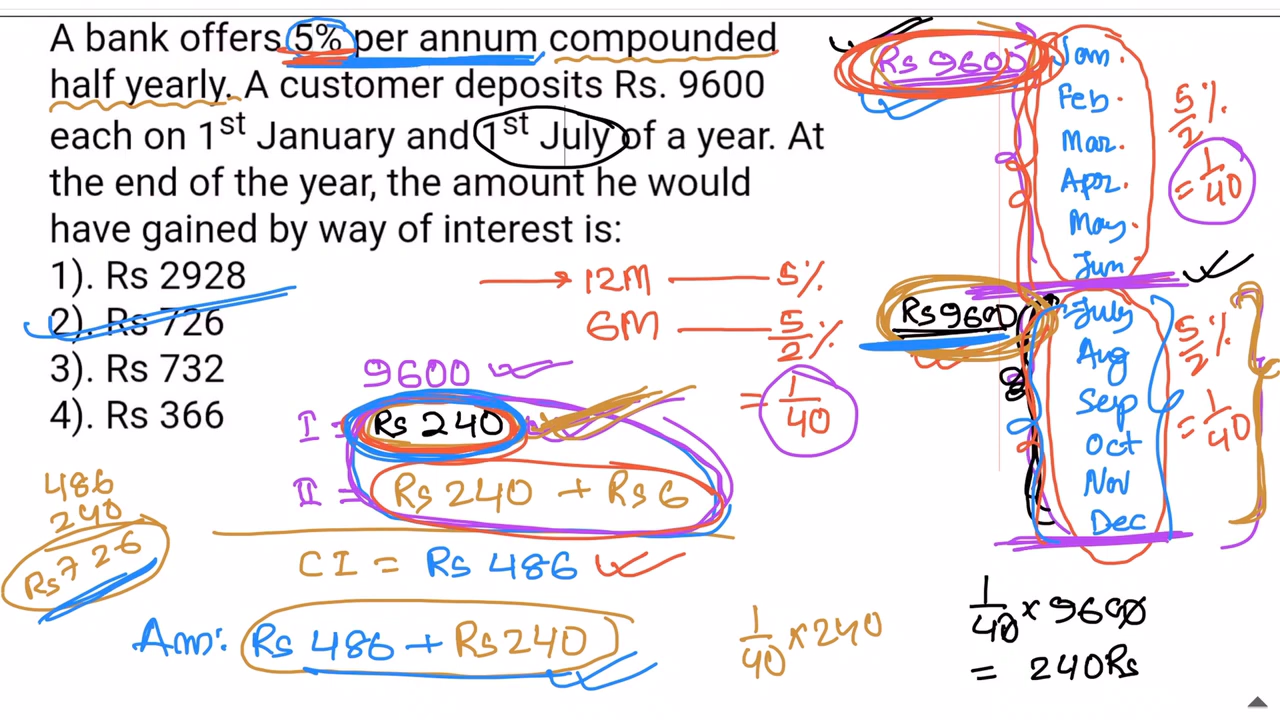 A bank offers 5% per annum compounded
half yearly. A customer deposits Rs. 9600
each on 1st January and 1st July of a year. At
the end of the year, the amount he would
have gained by way of interest is:
1). Rs 2928
2). Rs 726
3). Rs 732
4). Rs 366
12M 5%
6M 5/2%
= 1/40
9600
I = Rs 240
II = Rs 240 + Rs 6
CI = Rs 486
486
240
Rs 726
Ans: Rs 486 + Rs 240
1/40 × 240
Rs 9600
Jan.
Feb.
Mar.
Apr.
May.
Jun
5/2%
= 1/40
Rs 9600
July
Aug
Sep
Oct
Nov
Dec
5/2%
= 1/40
1/40 × 9600
= 240Rs